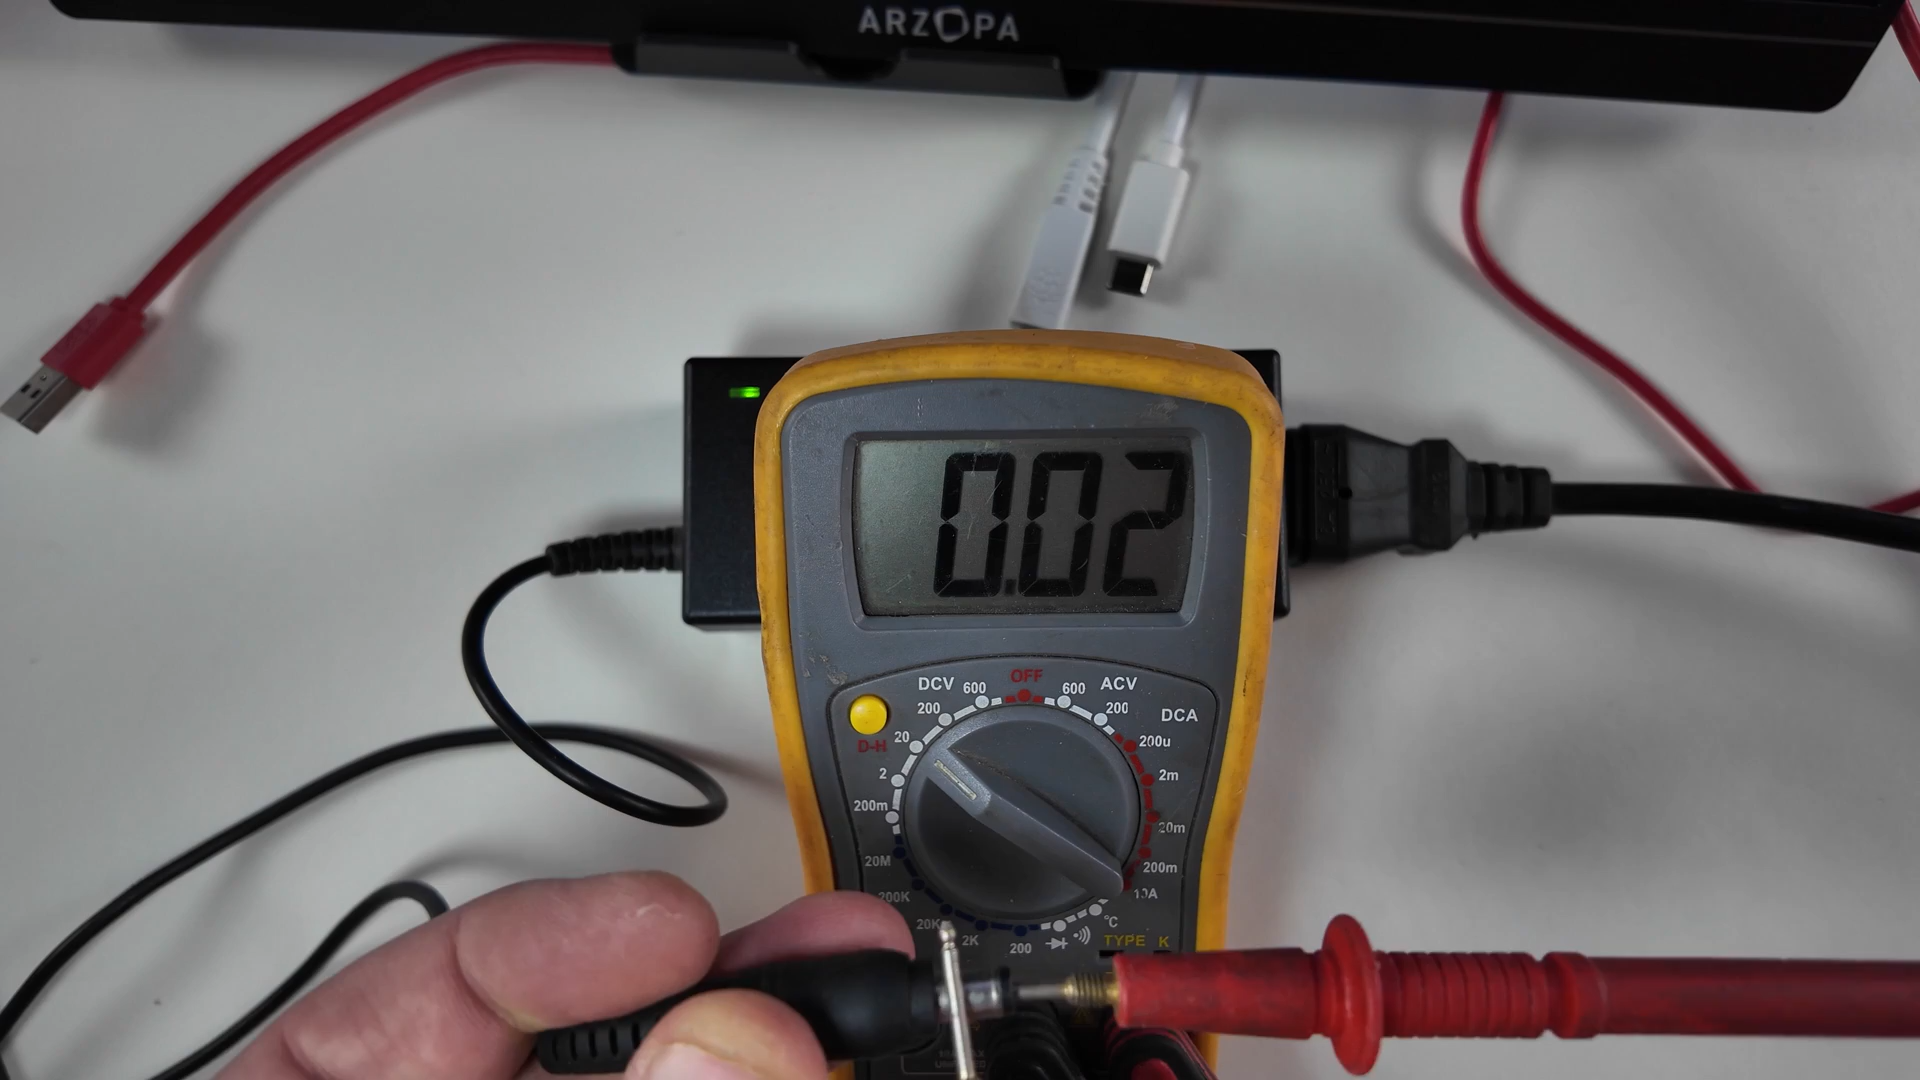 ARZOPA
0.02
DCV 600 OFF 600 ACV
200 200
DCA
D-H 20 200u
2 2m
200m 20m
20M 200m
200K 10A
20K 2K 200 °C
TYPE K